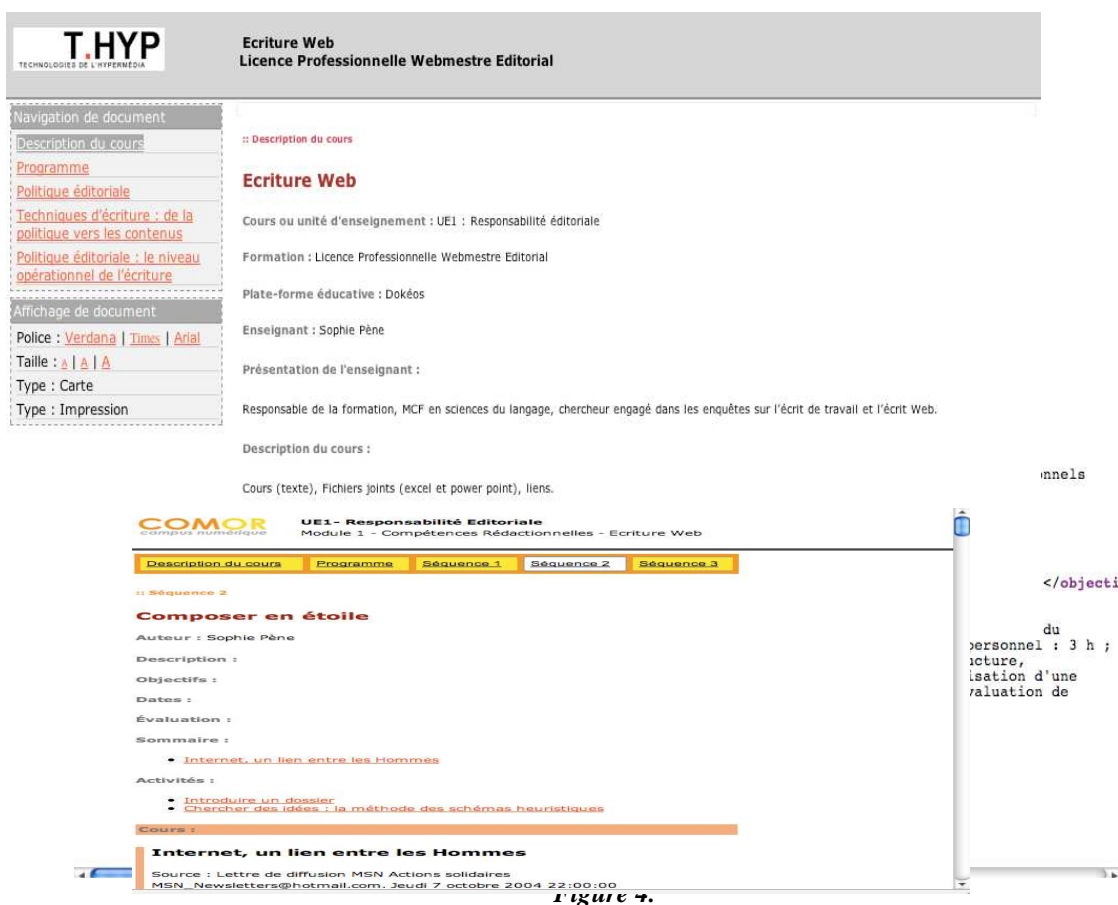 T.HYP
TECHNOLOGIES DE L'HYPERMÉDIA
Ecriture Web
Licence Professionnelle Webmestre Editorial
Navigation de document
Description du cours
Programme
Politique éditoriale
Techniques d'écriture : de la
politique vers les contenus
Politique éditoriale : le niveau
opérationnel de l'écriture
Affichage de document
Police : Verdana | Times | Arial
Taille : A | A | A
Type : Carte
Type : Impression
:: Description du cours
Ecriture Web
Cours ou unité d'enseignement : UE1 : Responsabilité éditoriale
Formation : Licence Professionnelle Webmestre Editorial
Plate-forme éducative : Dokéos
Enseignant : Sophie Pène
Présentation de l'enseignant :
Responsable de la formation, MCF en sciences du langage, chercheur engagé dans les enquêtes sur l'écrit de travail et l'écrit Web.
Description du cours :
Cours (texte), Fichiers joints (excel et power point), liens.
COMOR
campus numérique
UE1- Responsabilité Editoriale
Module 1 - Compétences Rédactionnelles - Ecriture Web
Description du cours Programme Séquence 1 Séquence 2 Séquence 3
:: Séquence 2
Composer en étoile
Auteur : Sophie Pène
Description :
Objectifs :
Dates :
Évaluation :
Sommaire :
• Internet, un lien entre les Hommes
Activités :
• Introduire un dossier
• Chercher des idées : la méthode des schémas heuristiques
Cours :
Internet, un lien entre les Hommes
Source : Lettre de diffusion MSN Actions solidaires
MSN_Newsletters@hotmail.com. Jeudi 7 octobre 2004 22:00:00
nnels
</objecti
du
personnel : 3 h ;
ucture,
isation d'une
valuation de
Figure 4.